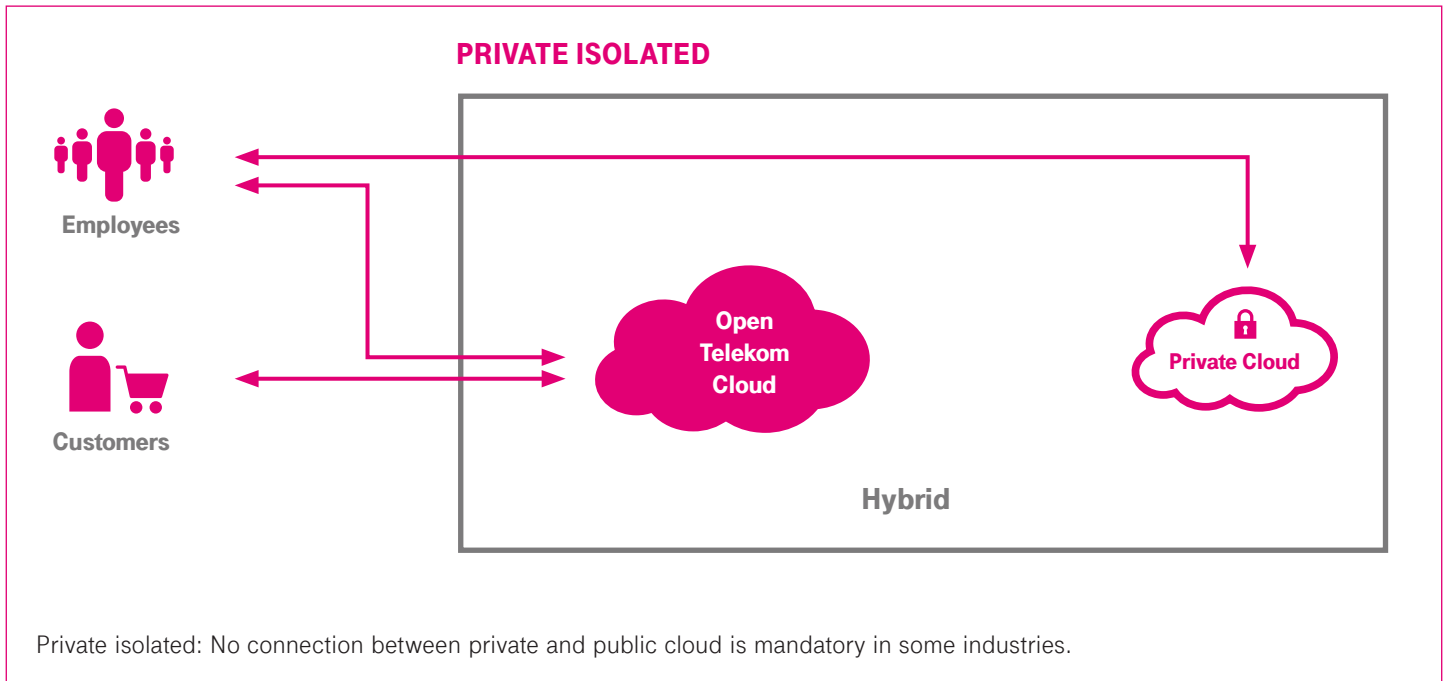 PRIVATE ISOLATED
Employees
Open
Telekom
Cloud
Private Cloud
Customers
Hybrid
Private isolated: No connection between private and public cloud is mandatory in some industries.